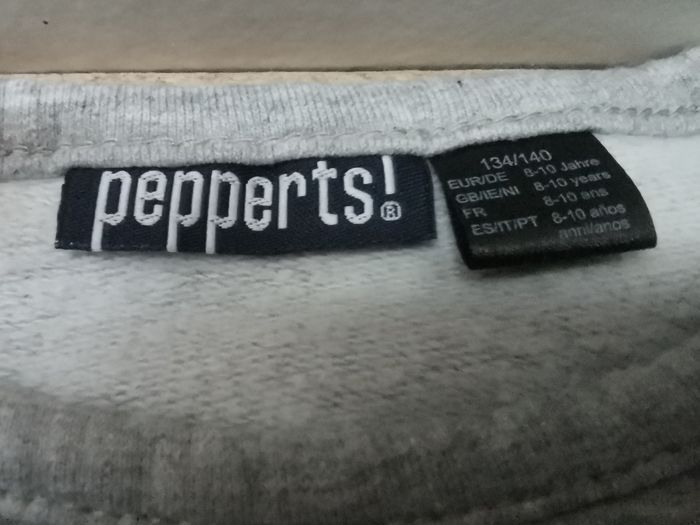 pepperts!®
134/140
EUR/DE 8-10 Jahre
GB/IE/NI 8-10 years
FR 8-10 ans
ES/IT/PT 8-10 años
anni/anos